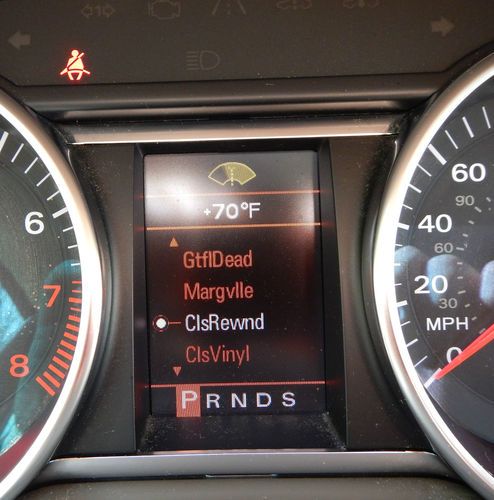 +70°F
GtflDead
Margvlle
ClsRewnd
ClsVinyl
PRNDS
6
7
8
60
90
40
60
20
30
MPH
0